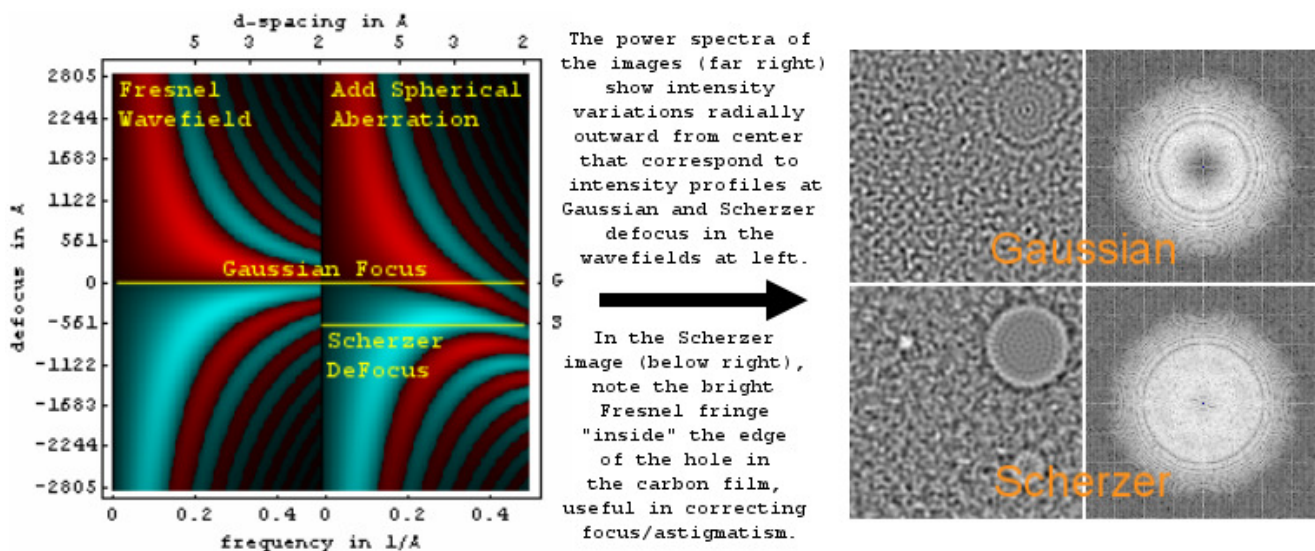 d-spacing in A
5 3 2 5 3 2
defocus in A
2805
2244
1683
1122
561
0
-561
-1122
-1683
-2244
-2805
Fresnel
Wavefield
Add Spherical
Aberration
Gaussian Focus
G
S
Scherzer
DeFocus
0 0.2 0.4 0 0.2 0.4
frequency in 1/A
The power spectra of
the images (far right)
show intensity
variations radially
outward from center
that correspond to
intensity profiles at
Gaussian and Scherzer
defocus in the
wavefields at left.
In the Scherzer
image (below right),
note the bright
Fresnel fringe
"inside" the edge
of the hole in
the carbon film,
useful in correcting
focus/astigmatism.
Gaussian
Scherzer